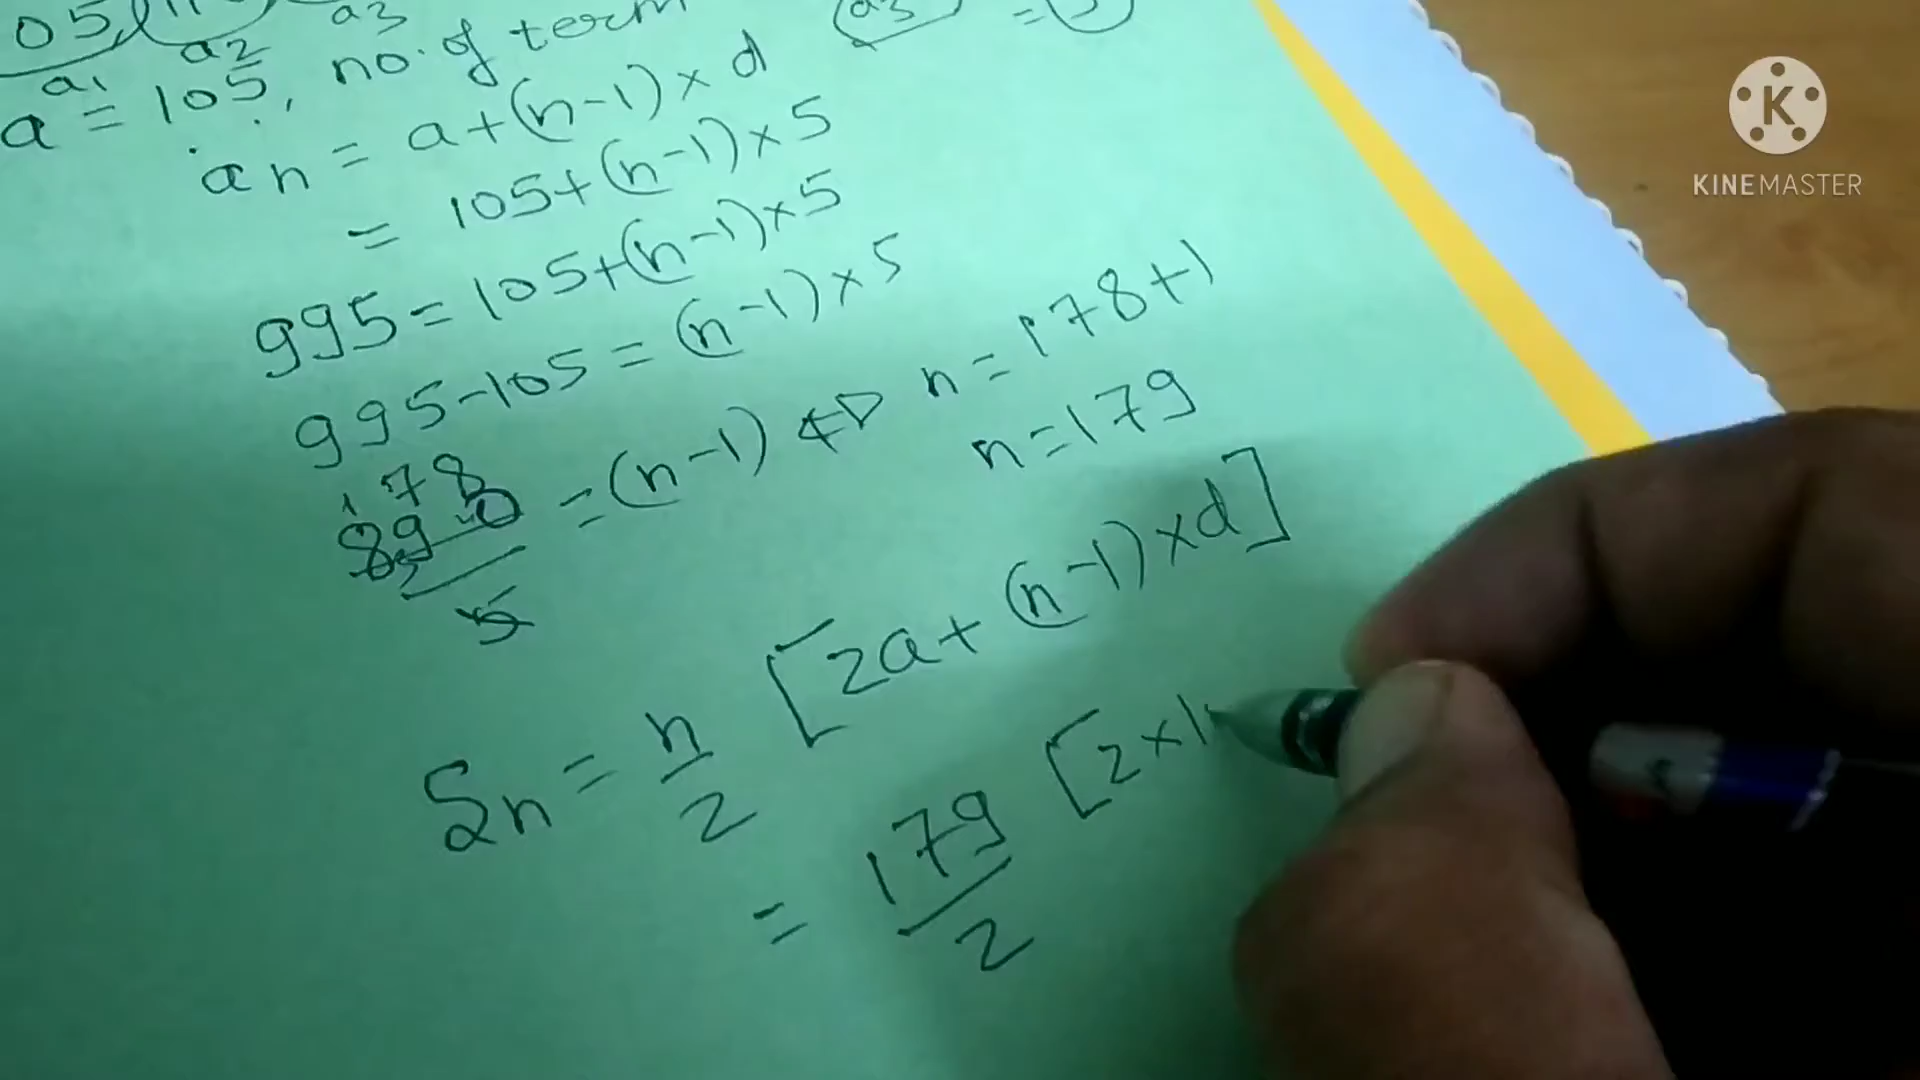 05,
a1 a2 a3
a = 105, no. of term
an = a+(n-1)×d
= 105+(n-1)×5
995 = 105+(n-1)×5
995-105 = (n-1)×5
178
890/5 = (n-1)
n = 178+1
n = 179
Sn = n/2 [2a+(n-1)×d]
= 179/2 [2×1
K
KINEMASTER